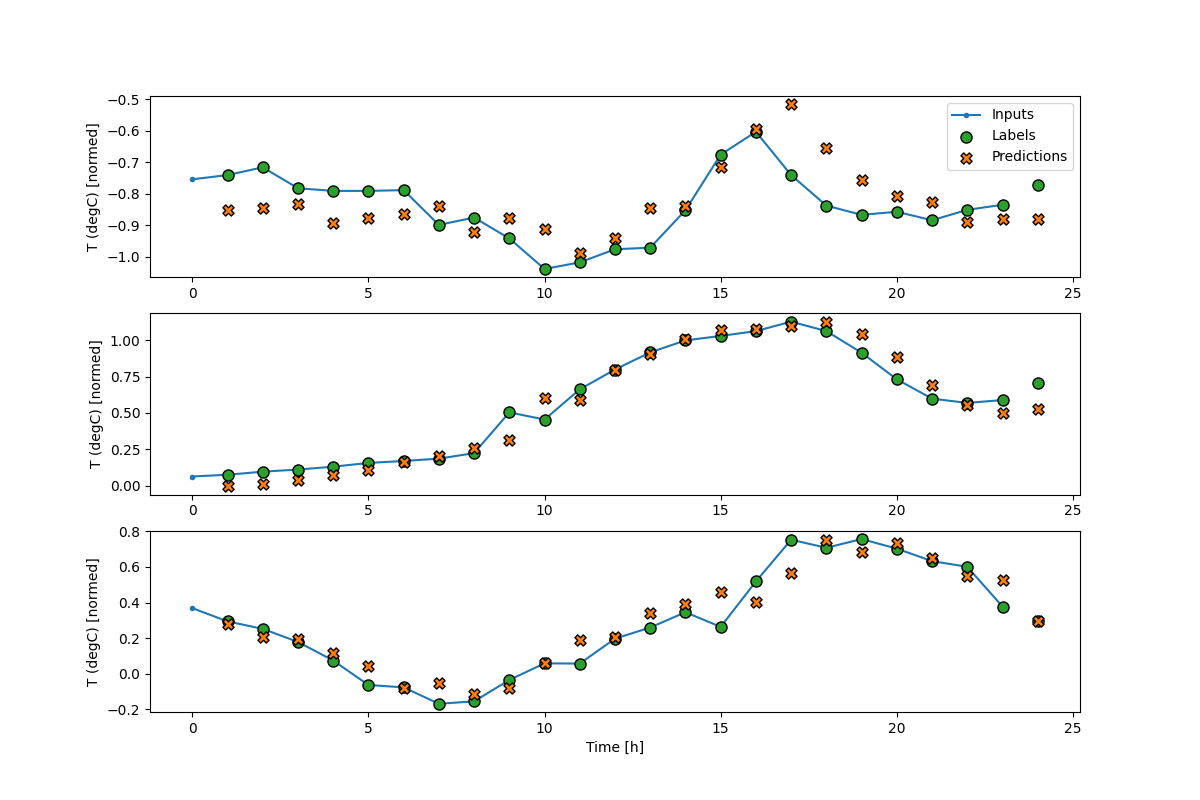 −0.5
−0.6
−0.7
−0.8
−0.9
−1.0
T (degC) [normed]
Inputs
Labels
Predictions
0 5 10 15 20 25
1.00
0.75
0.50
0.25
0.00
T (degC) [normed]
0 5 10 15 20 25
0.8
0.6
0.4
0.2
0.0
−0.2
T (degC) [normed]
0 5 10 15 20 25
Time [h]